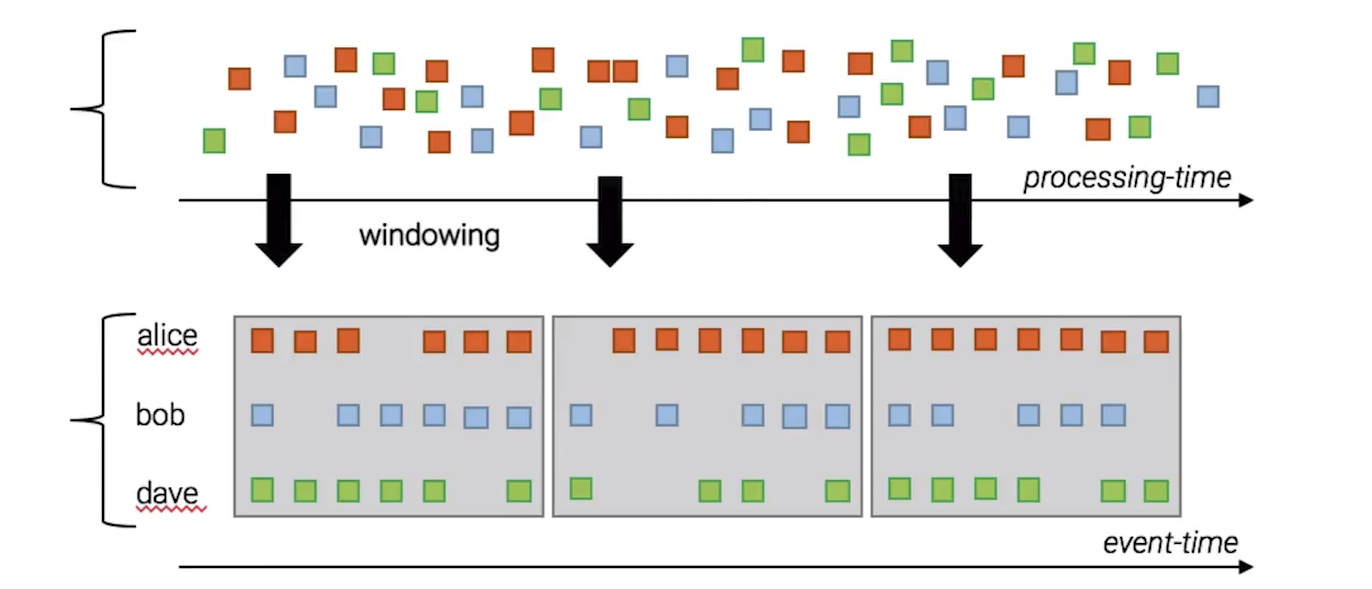 processing-time
windowing
alice
bob
dave
event-time